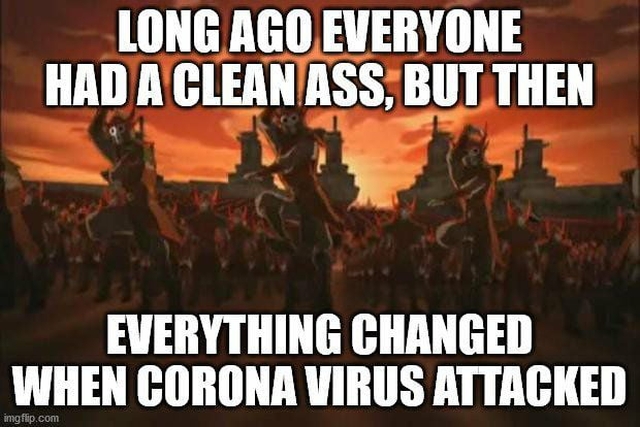 LONG AGO EVERYONE
HAD A CLEAN ASS, BUT THEN
EVERYTHING CHANGED
WHEN CORONA VIRUS ATTACKED
imgflip.com